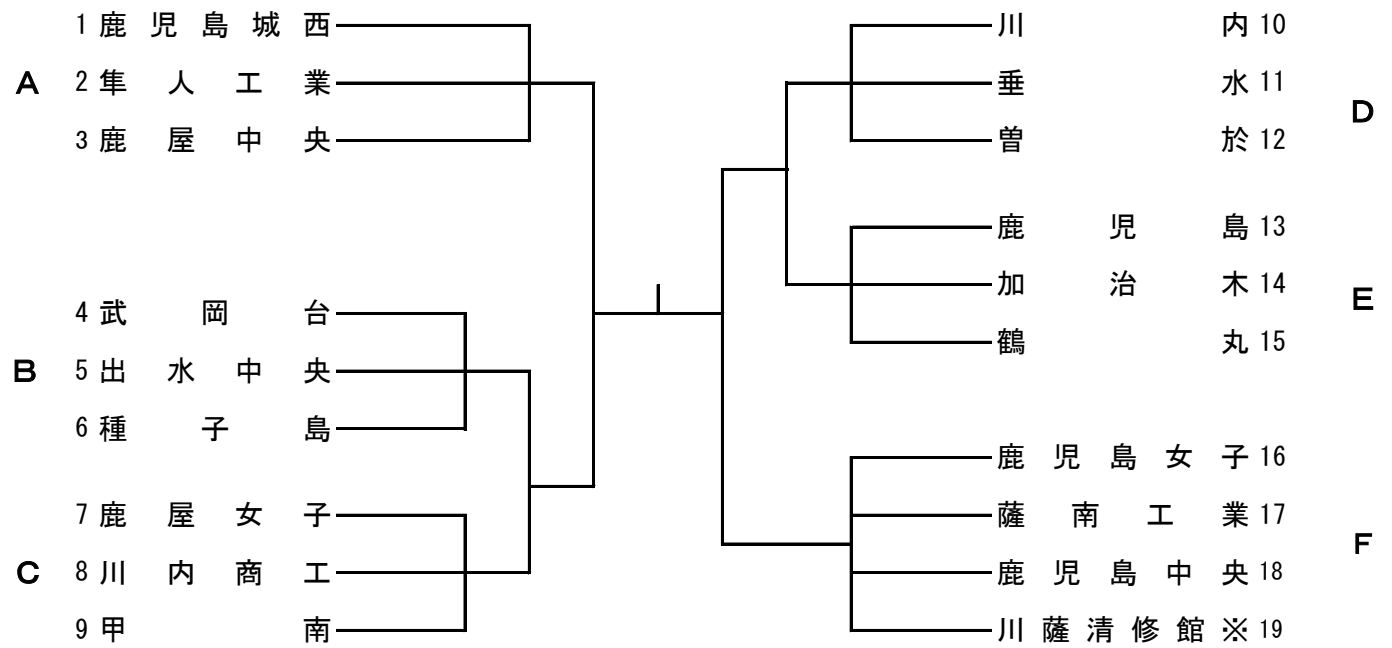 1 鹿児島城西
A 2 隼人工業
3 鹿屋中央
4 武岡台
B 5 出水中央
6 種子島
7 鹿屋女子
C 8 川内商工
9 甲南
川内 10
垂水 11
D
曽於 12
鹿児島 13
加治木 14
E
鶴丸 15
鹿児島女子 16
薩南工業 17
F
鹿児島中央 18
川薩清修館※ 19